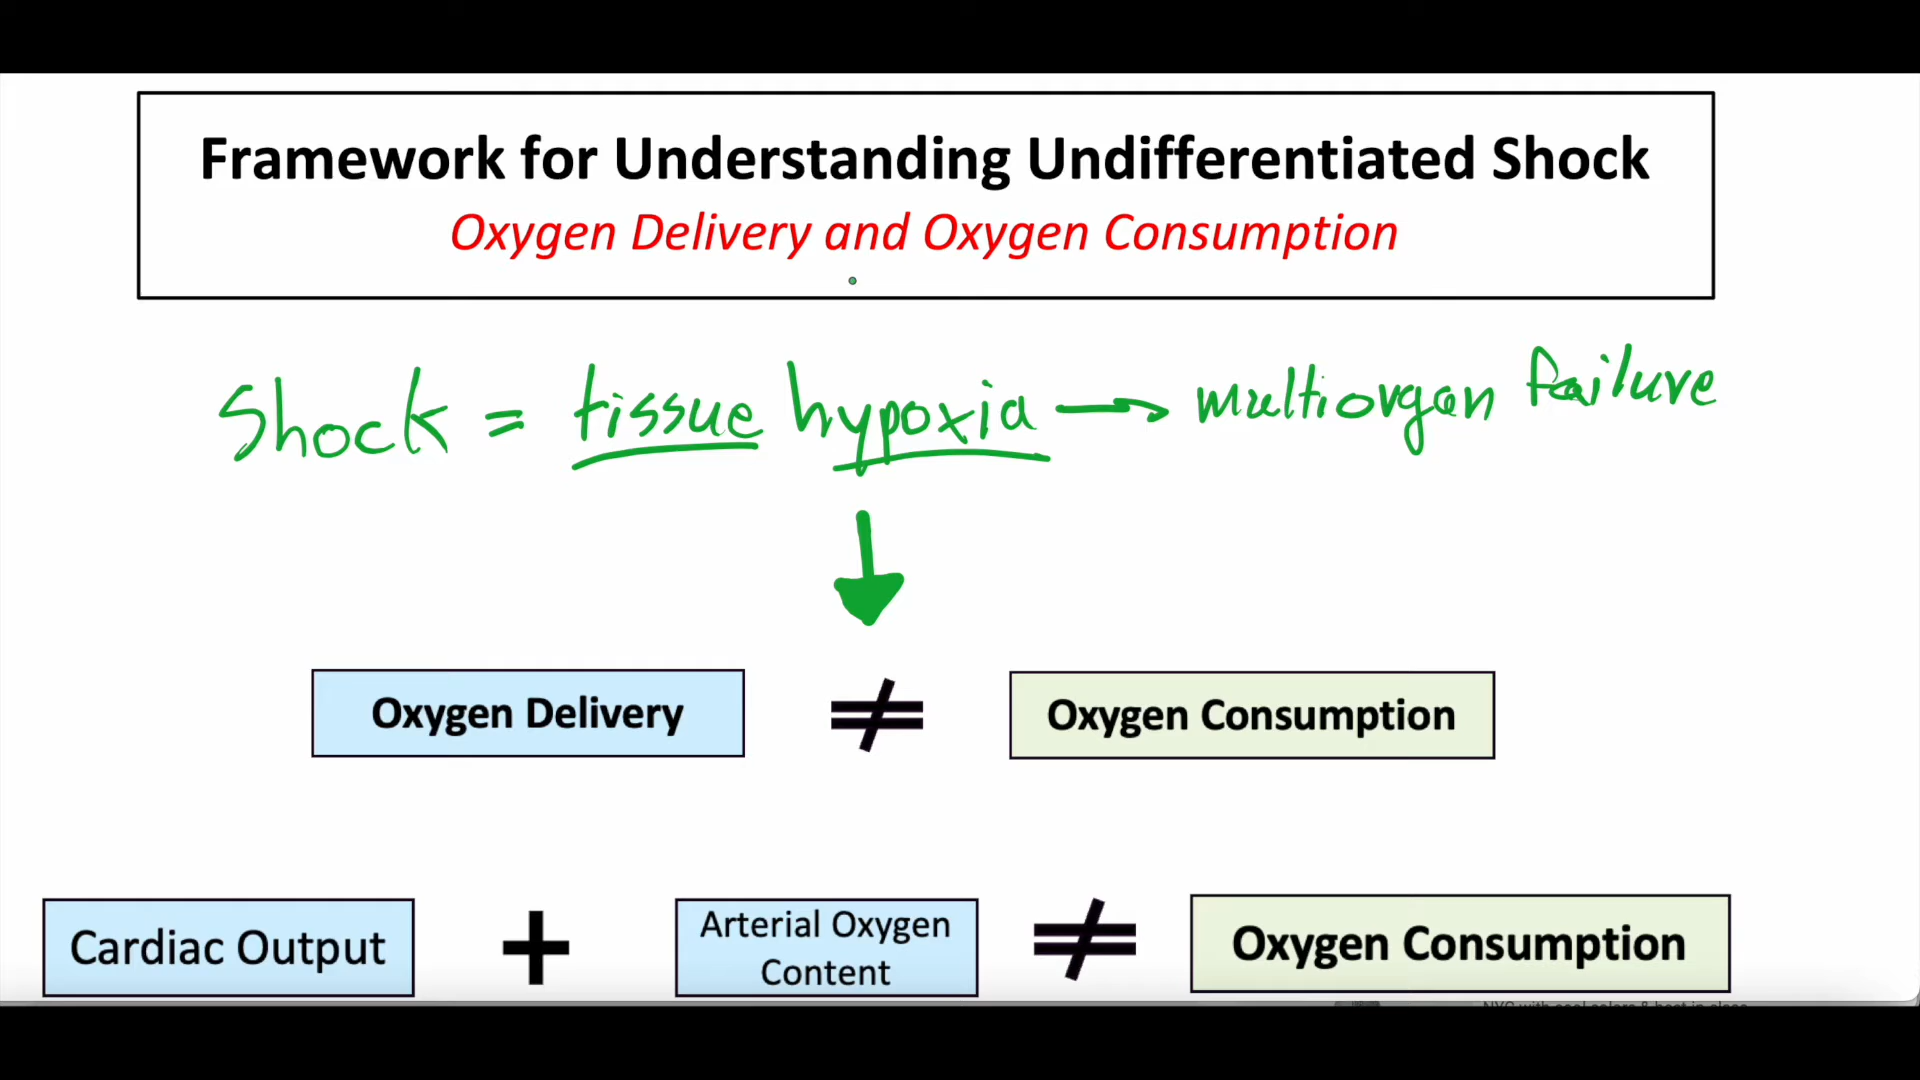 Framework for Understanding Undifferentiated Shock
Oxygen Delivery and Oxygen Consumption
Shock = tissue hypoxia → multiorgan failure
Oxygen Delivery ≠ Oxygen Consumption
Cardiac Output + Arterial Oxygen Content ≠ Oxygen Consumption